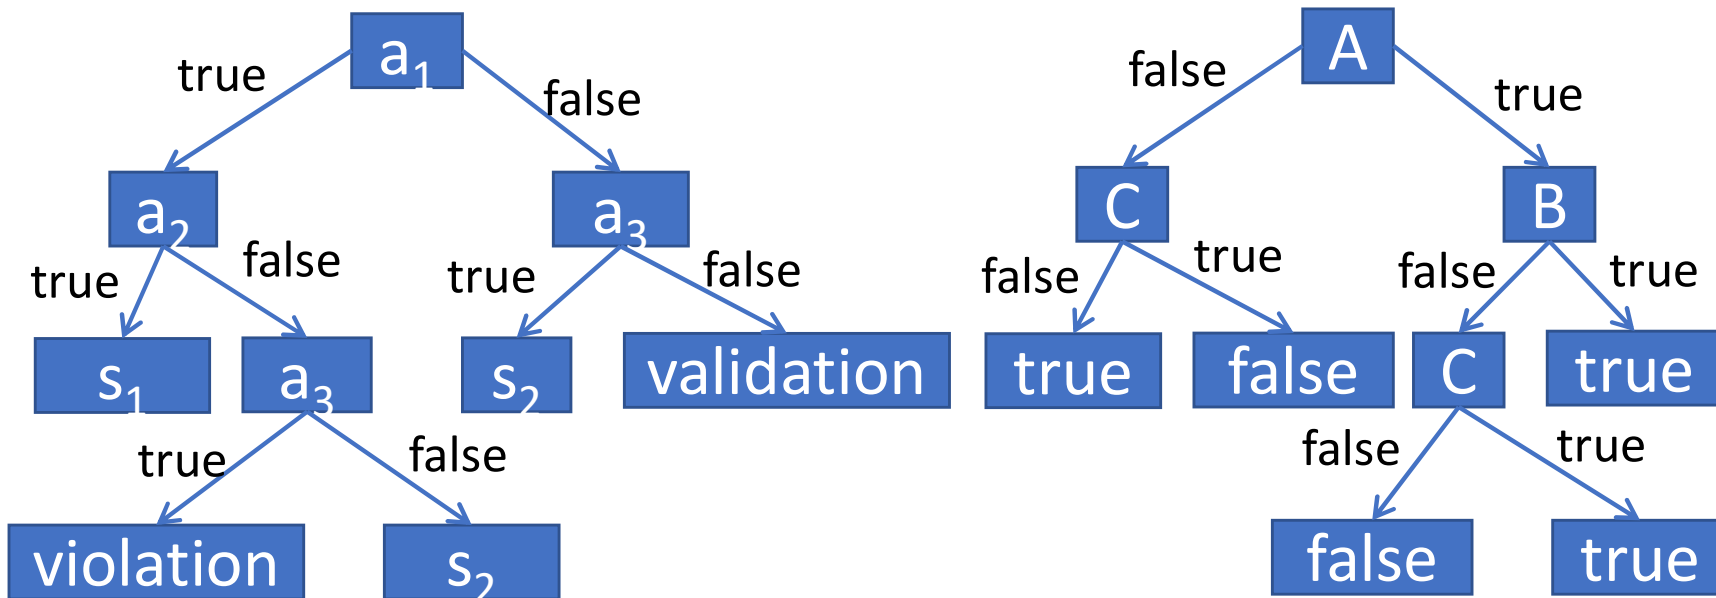 a₁
A
true
false
false
true
a₂
a₃
C
B
true
false
true
false
false
true
false
true
s₁
a₃
s₂
validation
true
false
C
true
true
false
false
true
violation
s₂
false
true